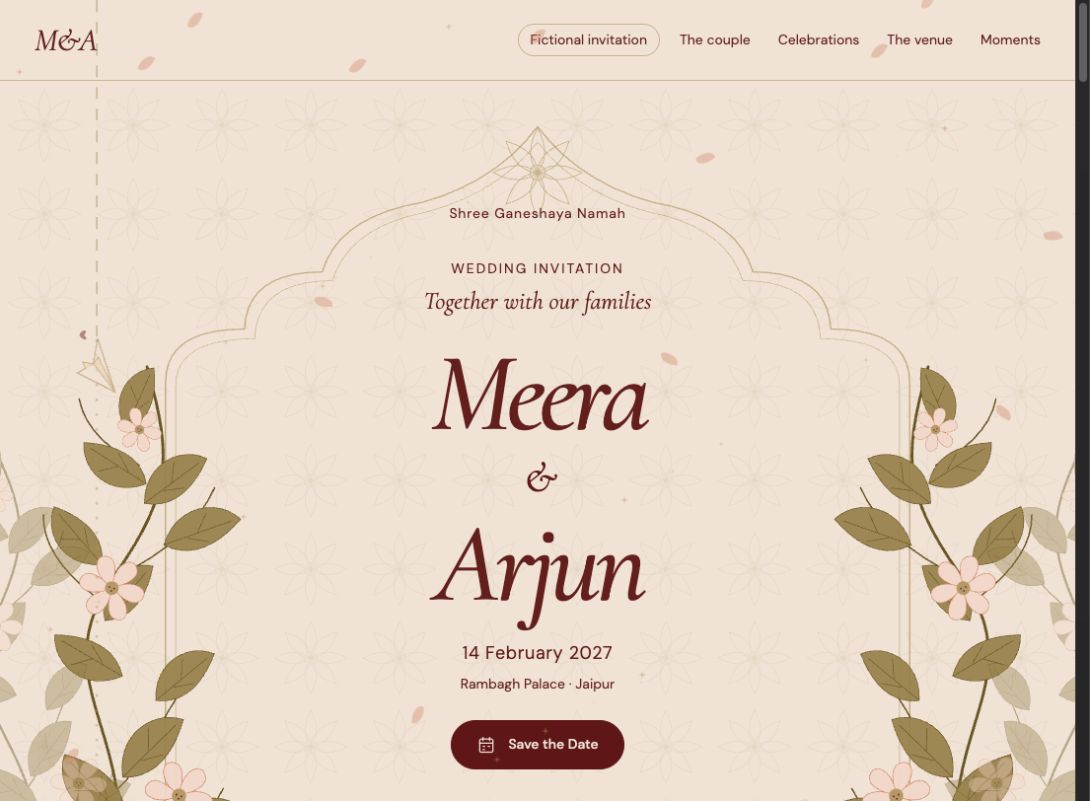 M&A
Fictional invitation
The couple
Celebrations
The venue
Moments
Shree Ganeshaya Namah
WEDDING INVITATION
Together with our families
Meera
&
Arjun
14 February 2027
Rambagh Palace · Jaipur
Save the Date